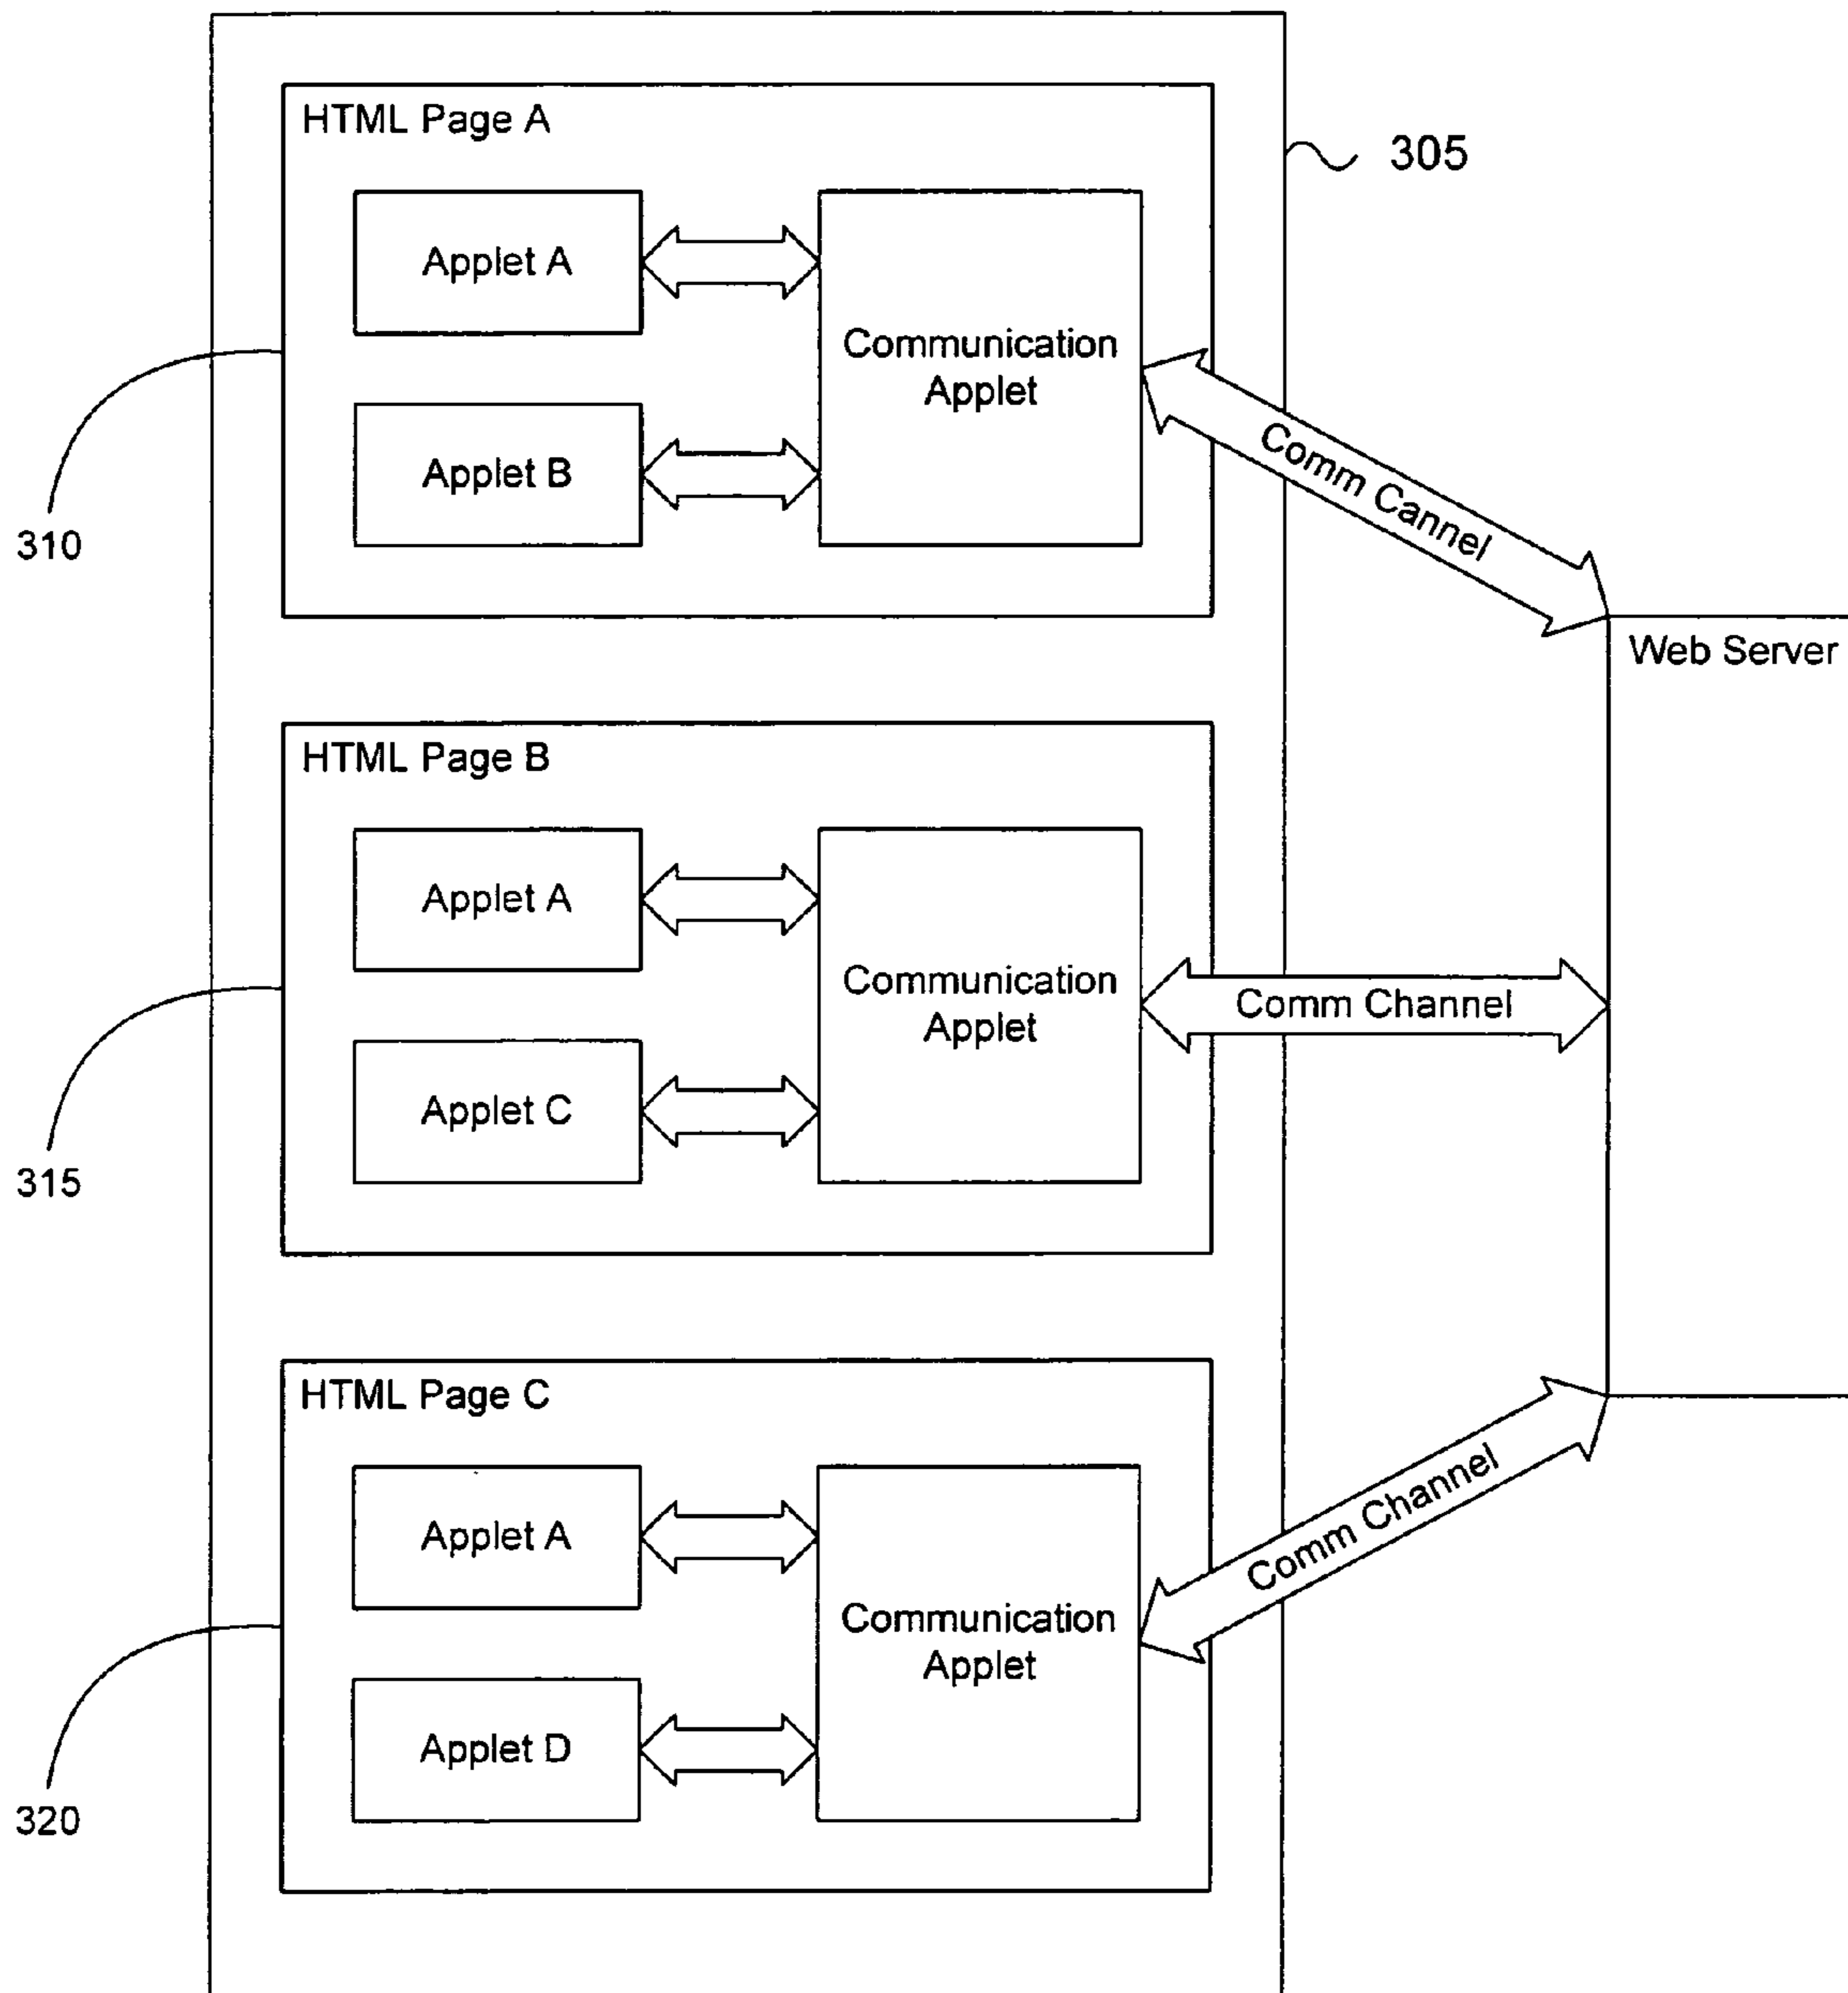 HTML Page A
305
Applet A
Communication
Applet
Applet B
Comm Cannel
310
Web Server
HTML Page B
Applet A
Communication
Applet
Comm Channel
Applet C
315
HTML Page C
Applet A
Communication
Applet
Comm Channel
Applet D
320